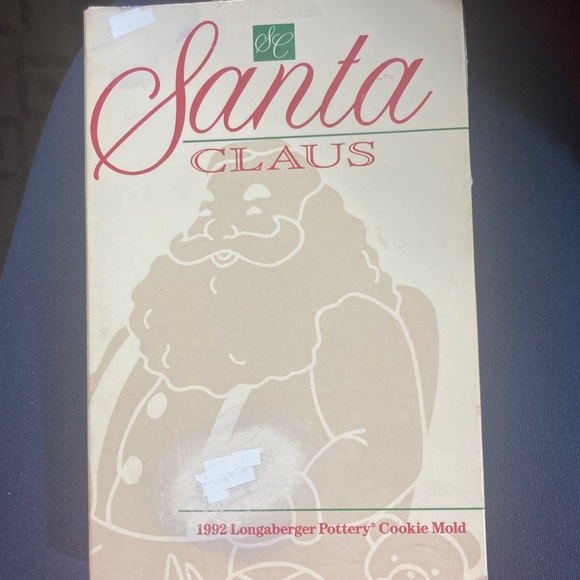 SC
Santa
CLAUS
1992 Longaberger Pottery® Cookie Mold